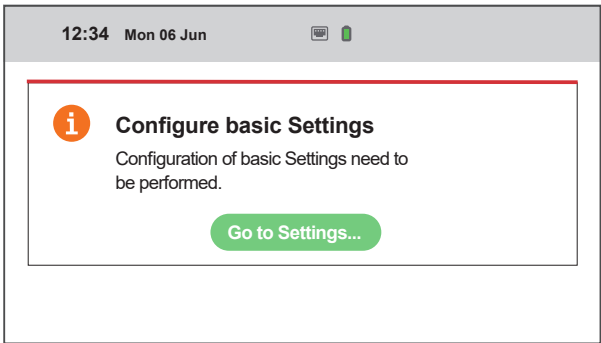 12:34 Mon 06 Jun
i
Configure basic Settings
Configuration of basic Settings need to
be performed.
Go to Settings...